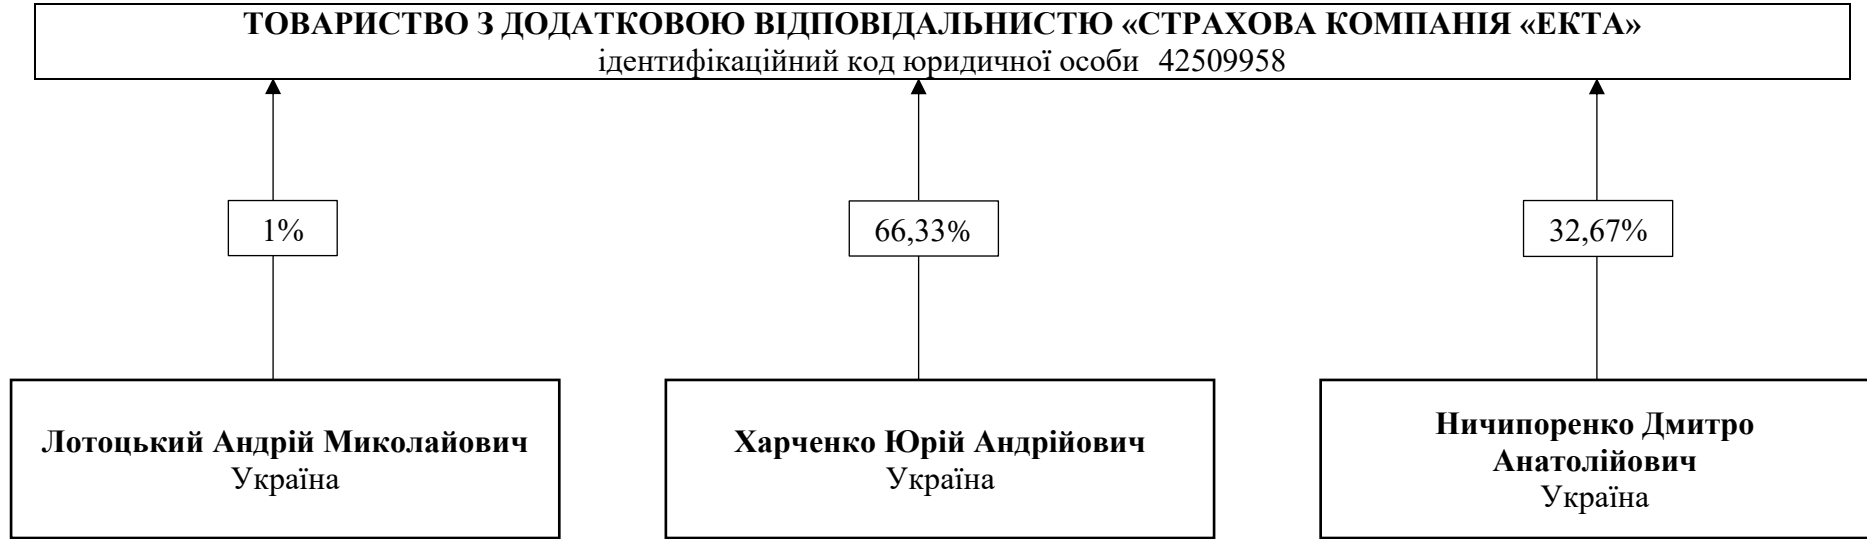 ТОВАРИСТВО З ДОДАТКОВОЮ ВІДПОВІДАЛЬНИСТЮ «СТРАХОВА КОМПАНІЯ «ЕКТА»
ідентифікаційний код юридичної особи 42509958
1%
66,33%
32,67%
Лотоцький Андрій Миколайович
Україна
Харченко Юрій Андрійович
Україна
Ничипоренко Дмитро
Анатолійович
Україна